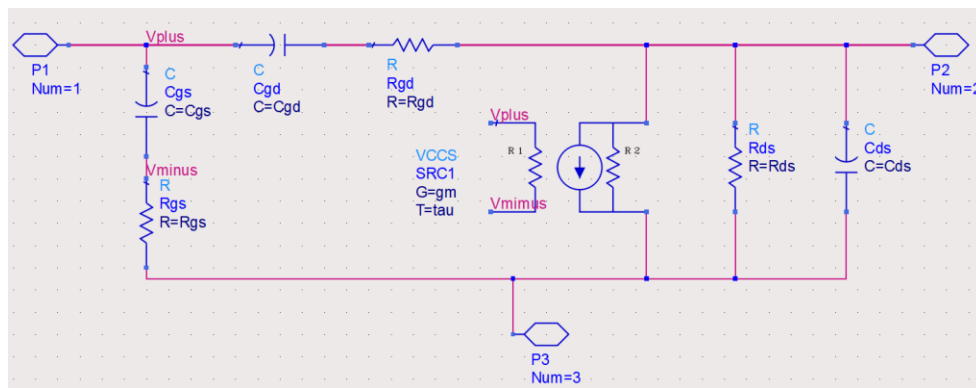 Vplus
P1
Num=1
C
Cgs
C=Cgs
C
Cgd
C=Cgd
R
Rgd
R=Rgd
P2
Num=2
Vminus
R
Rgs
R=Rgs
Vplus
R1
R2
VCCS
SRC1
G=gm
T=tau
Vmimus
R
Rds
R=Rds
C
Cds
C=Cds
P3
Num=3